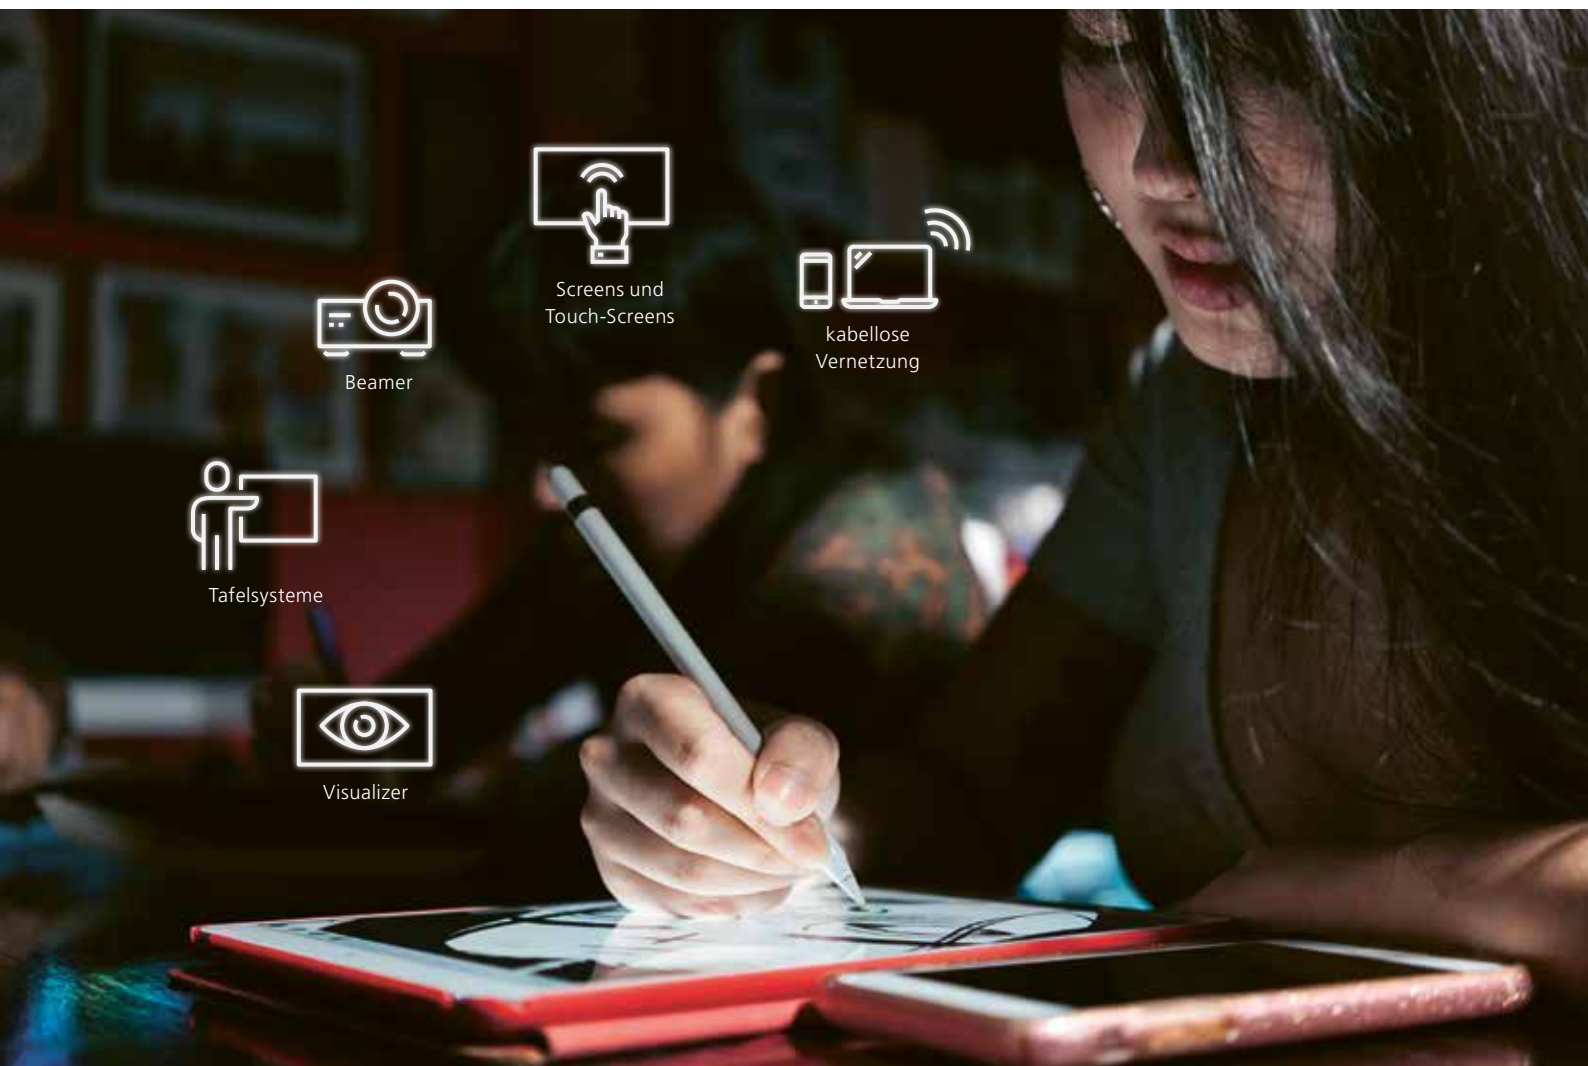 Screens und
Touch-Screens
kabellose
Vernetzung
Beamer
Tafelsysteme
Visualizer